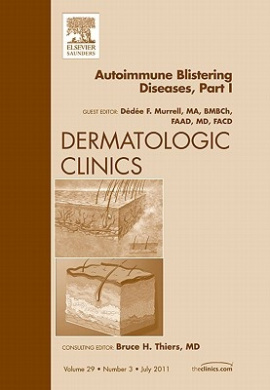 ELSEVIER
SAUNDERS
Autoimmune Blistering
Diseases, Part I
GUEST EDITOR: Dédée F. Murrell, MA, BMBCh,
FAAD, MD, FACD
DERMATOLOGIC
CLINICS
CONSULTING EDITOR: Bruce H. Thiers, MD
Volume 29 • Number 3 • July 2011
theclinics.com